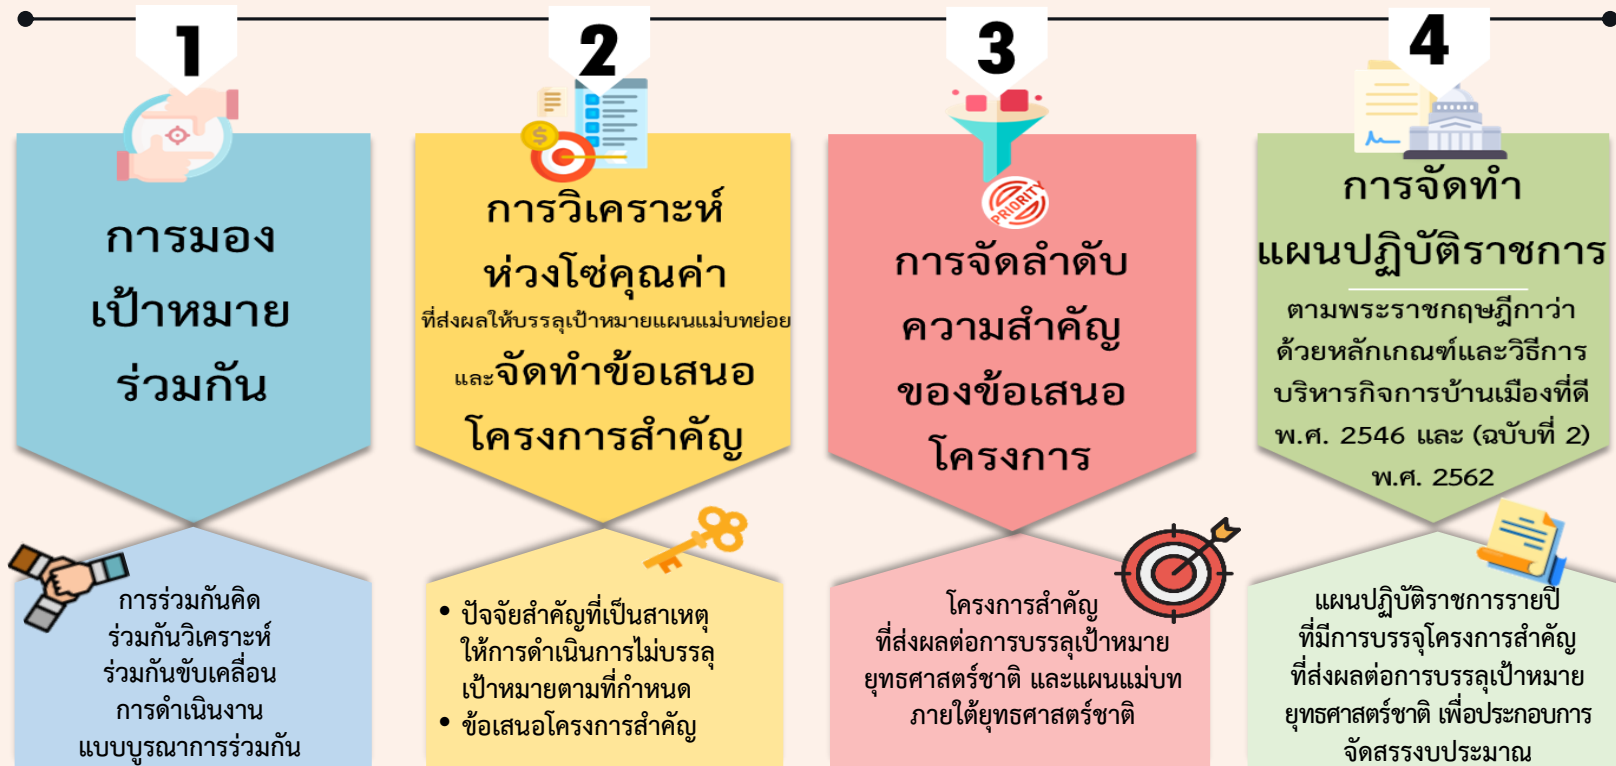 1
การมอง
เป้าหมาย
ร่วมกัน
การร่วมกันคิด
ร่วมกันวิเคราะห์
ร่วมกันขับเคลื่อน
การดำเนินงาน
แบบบูรณาการร่วมกัน
2
การวิเคราะห์
ห่วงโซ่คุณค่า
ที่ส่งผลให้บรรลุเป้าหมายแผนแม่บทย่อย
และจัดทำข้อเสนอ
โครงการสำคัญ
• ปัจจัยสำคัญที่เป็นสาเหตุ
ให้การดำเนินการไม่บรรลุ
เป้าหมายตามที่กำหนด
• ข้อเสนอโครงการสำคัญ
3
PRIORITY
การจัดลำดับ
ความสำคัญ
ของข้อเสนอ
โครงการ
โครงการสำคัญ
ที่ส่งผลต่อการบรรลุเป้าหมาย
ยุทธศาสตร์ชาติ และแผนแม่บท
ภายใต้ยุทธศาสตร์ชาติ
4
การจัดทำ
แผนปฏิบัติราชการ
ตามพระราชกฤษฎีกาว่า
ด้วยหลักเกณฑ์และวิธีการ
บริหารกิจการบ้านเมืองที่ดี
พ.ศ. 2546 และ (ฉบับที่ 2)
พ.ศ. 2562
แผนปฏิบัติราชการรายปี
ที่มีการบรรจุโครงการสำคัญ
ที่ส่งผลต่อการบรรลุเป้าหมาย
ยุทธศาสตร์ชาติ เพื่อประกอบการ
จัดสรรงบประมาณ